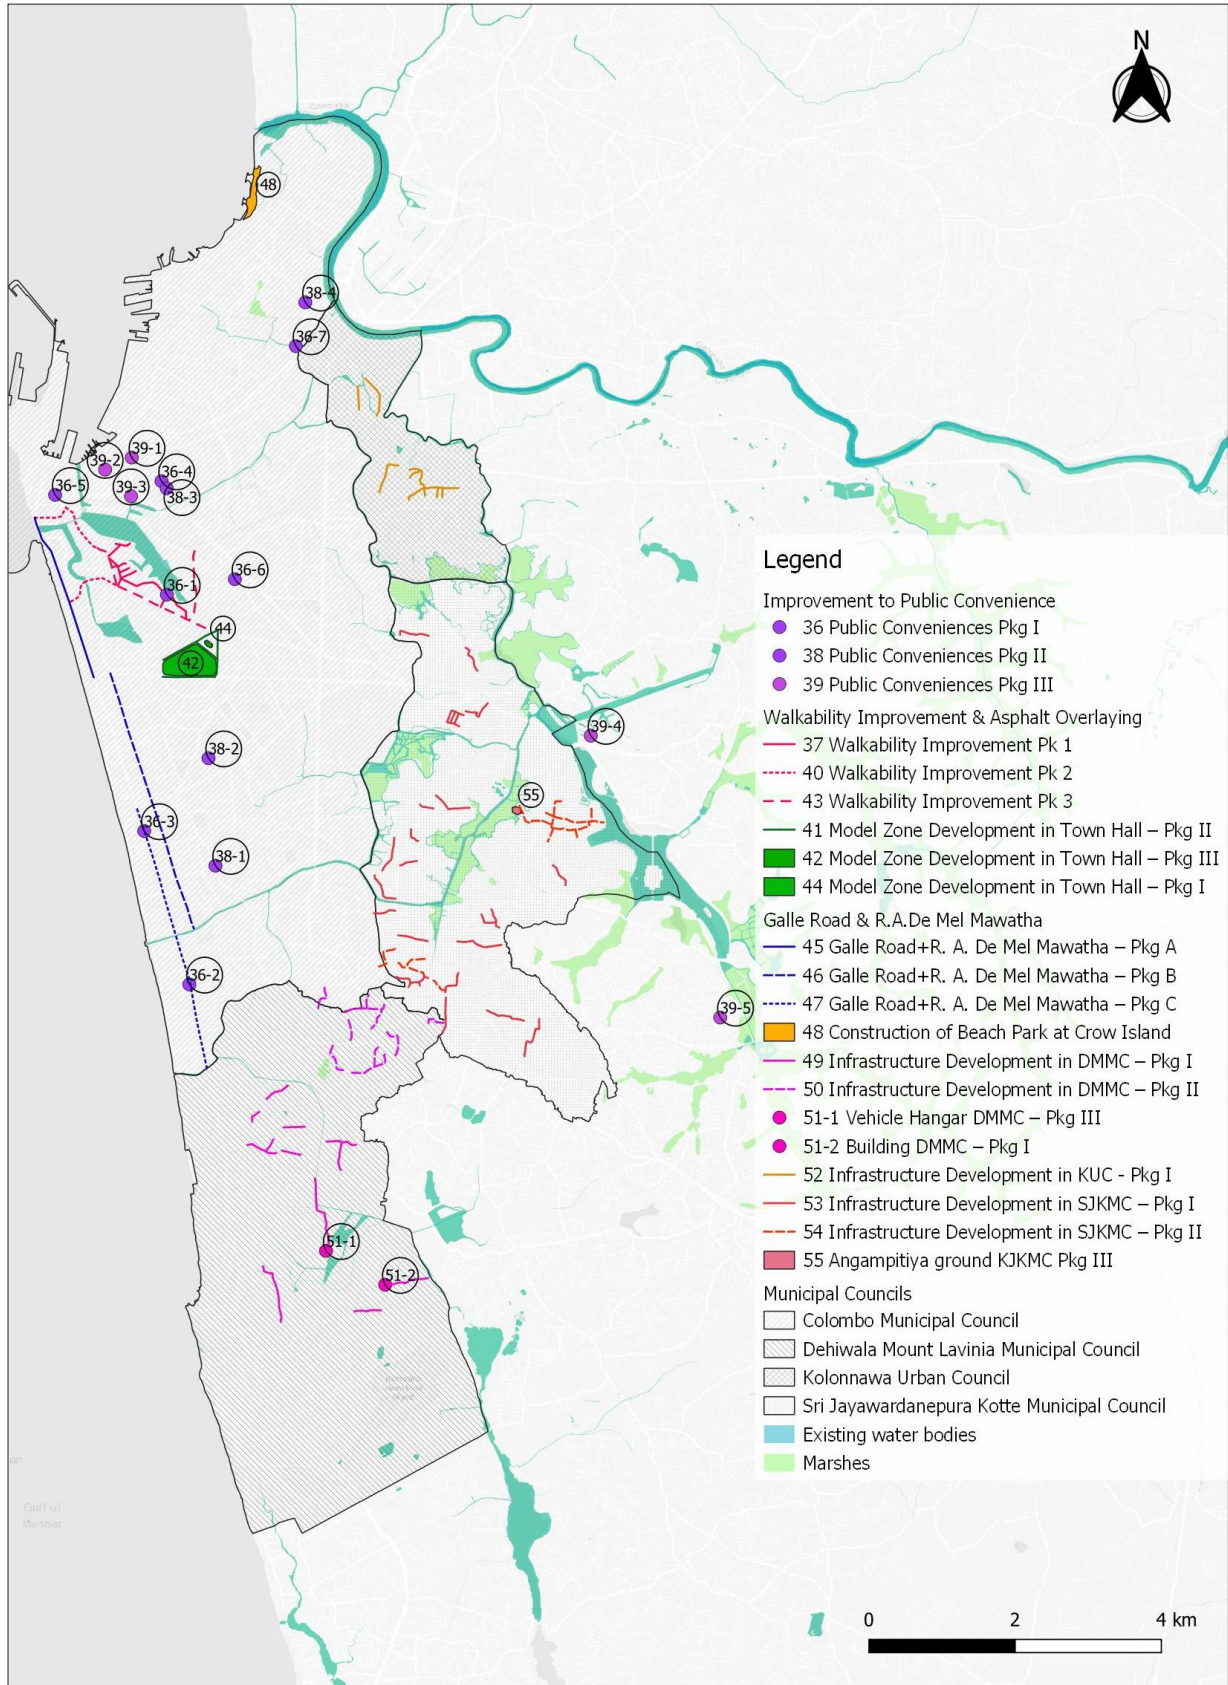 N
48
38-4
36-7
39-1
39-2
36-4
36-5
39-3
38-3
36-6
36-1
44
42
38-2
39-4
55
36-3
38-1
36-2
39-5
51-1
51-2
Gulf of
Mannar
Legend
Improvement to Public Convenience
36 Public Conveniences Pkg I
38 Public Conveniences Pkg II
39 Public Conveniences Pkg III
Walkability Improvement & Asphalt Overlaying
37 Walkability Improvement Pk 1
40 Walkability Improvement Pk 2
43 Walkability Improvement Pk 3
41 Model Zone Development in Town Hall – Pkg II
42 Model Zone Development in Town Hall – Pkg III
44 Model Zone Development in Town Hall – Pkg I
Galle Road & R.A.De Mel Mawatha
45 Galle Road+R. A. De Mel Mawatha – Pkg A
46 Galle Road+R. A. De Mel Mawatha – Pkg B
47 Galle Road+R. A. De Mel Mawatha – Pkg C
48 Construction of Beach Park at Crow Island
49 Infrastructure Development in DMMC – Pkg I
50 Infrastructure Development in DMMC – Pkg II
51-1 Vehicle Hangar DMMC – Pkg III
51-2 Building DMMC – Pkg I
52 Infrastructure Development in KUC - Pkg I
53 Infrastructure Development in SJKMC – Pkg I
54 Infrastructure Development in SJKMC – Pkg II
55 Angampitiya ground KJKMC Pkg III
Municipal Councils
Colombo Municipal Council
Dehiwala Mount Lavinia Municipal Council
Kolonnawa Urban Council
Sri Jayawardanepura Kotte Municipal Council
Existing water bodies
Marshes
0 2 4 km